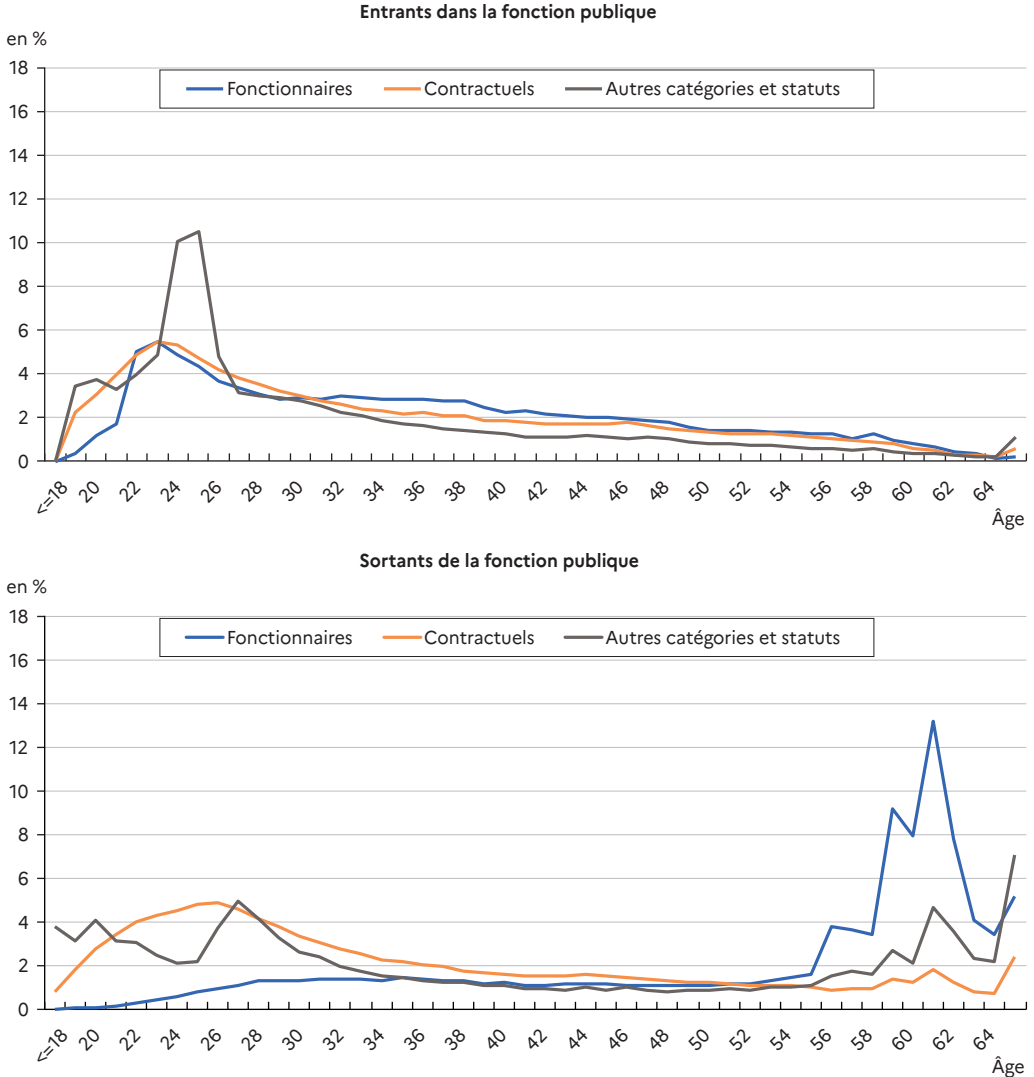 Entrants dans la fonction publique
en %
18
Fonctionnaires Contractuels Autres catégories et statuts
16
14
12
10
8
6
4
2
0
<=18 20 22 24 26 28 30 32 34 36 38 40 42 44 46 48 50 52 54 56 58 60 62 64
Âge
Sortants de la fonction publique
en %
18
Fonctionnaires Contractuels Autres catégories et statuts
16
14
12
10
8
6
4
2
0
<=18 20 22 24 26 28 30 32 34 36 38 40 42 44 46 48 50 52 54 56 58 60 62 64
Âge